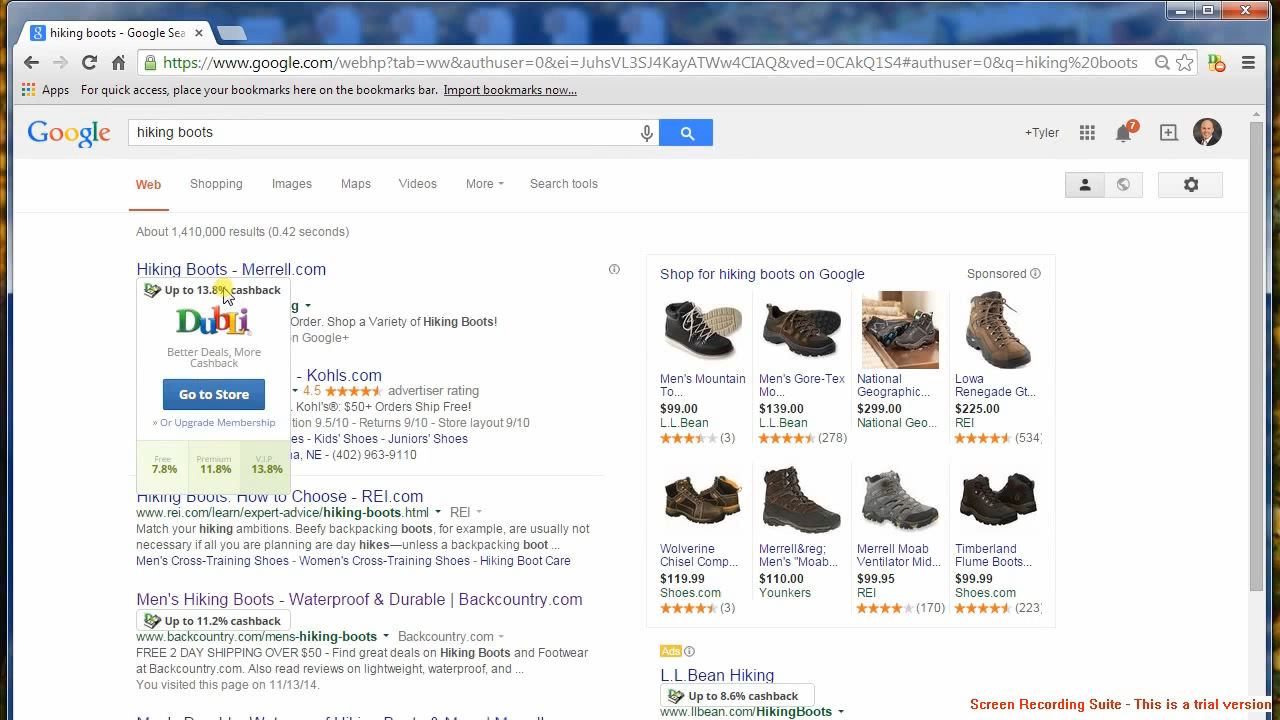 hiking boots - Google Sea
https://www.google.com/webhp?tab=ww&authuser=0&ei=JuhsVL3SJ4KayATWw4CIAQ&ved=0CAkQ1S4#authuser=0&q=hiking%20boots
Apps For quick access, place your bookmarks here on the bookmarks bar. Import bookmarks now...
Google
hiking boots
+Tyler
7
Web Shopping Images Maps Videos More Search tools
About 1,410,000 results (0.42 seconds)
Hiking Boots - Merrell.com
Up to 13.8% cashback
DubLi
Better Deals, More
Cashback
Go to Store
» Or Upgrade Membership
Free Premium V.I.P.
7.8% 11.8% 13.8%
g
Order. Shop a Variety of Hiking Boots!
on Google+
- Kohls.com
4.5 advertiser rating
. Kohl's®: $50+ Orders Ship Free!
tion 9.5/10 - Returns 9/10 - Store layout 9/10
es - Kids' Shoes - Juniors' Shoes
a, NE - (402) 963-9110
Hiking Boots: How to Choose - REI.com
www.rei.com/learn/expert-advice/hiking-boots.html REI
Match your hiking ambitions. Beefy backpacking boots, for example, are usually not
necessary if all you are planning are day hikes—unless a backpacking boot ...
Men's Cross-Training Shoes - Women's Cross-Training Shoes - Hiking Boot Care
Men's Hiking Boots - Waterproof & Durable | Backcountry.com
Up to 11.2% cashback
www.backcountry.com/mens-hiking-boots Backcountry.com
FREE 2 DAY SHIPPING OVER $50 - Find great deals on Hiking Boots and Footwear
at Backcountry.com. Also read reviews on lightweight, waterproof, and ...
You visited this page on 11/13/14.
Shop for hiking boots on Google Sponsored
Men's Mountain To... $99.00 L.L.Bean (3)
Men's Gore-Tex Mo... $139.00 L.L.Bean (278)
National Geographic... $299.00 National Geo...
Lowa Renegade Gt... $225.00 REI (534)
Wolverine Chisel Comp... $119.99 Shoes.com (3)
Merrell&reg; Men's "Moab... $110.00 Younkers
Merrell Moab Ventilator Mid... $99.95 REI (170)
Timberland Flume Boots... $99.99 Shoes.com (223)
Ads
L.L.Bean Hiking
Up to 8.6% cashback
www.llbean.com/HikingBoots
Screen Recording Suite - This is a trial version